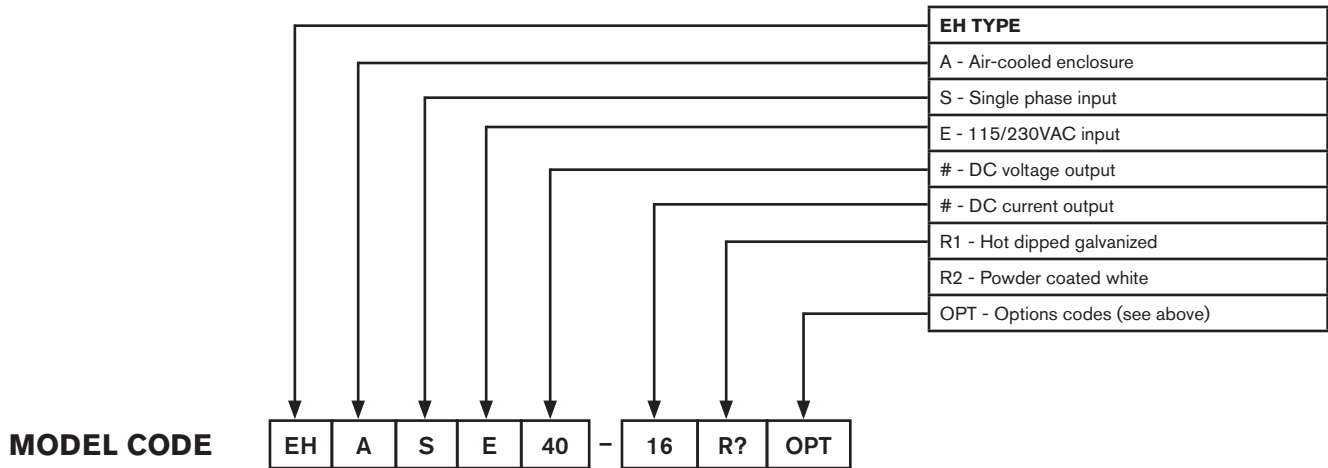 EH TYPE
A - Air-cooled enclosure
S - Single phase input
E - 115/230VAC input
# - DC voltage output
# - DC current output
R1 - Hot dipped galvanized
R2 - Powder coated white
OPT - Options codes (see above)
MODEL CODE EH A S E 40 – 16 R? OPT